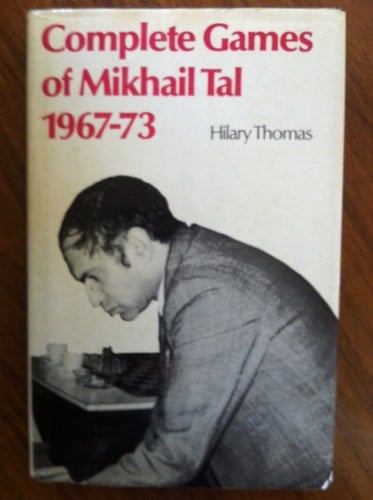 Complete Games
of Mikhail Tal
1967-73
Hilary Thomas